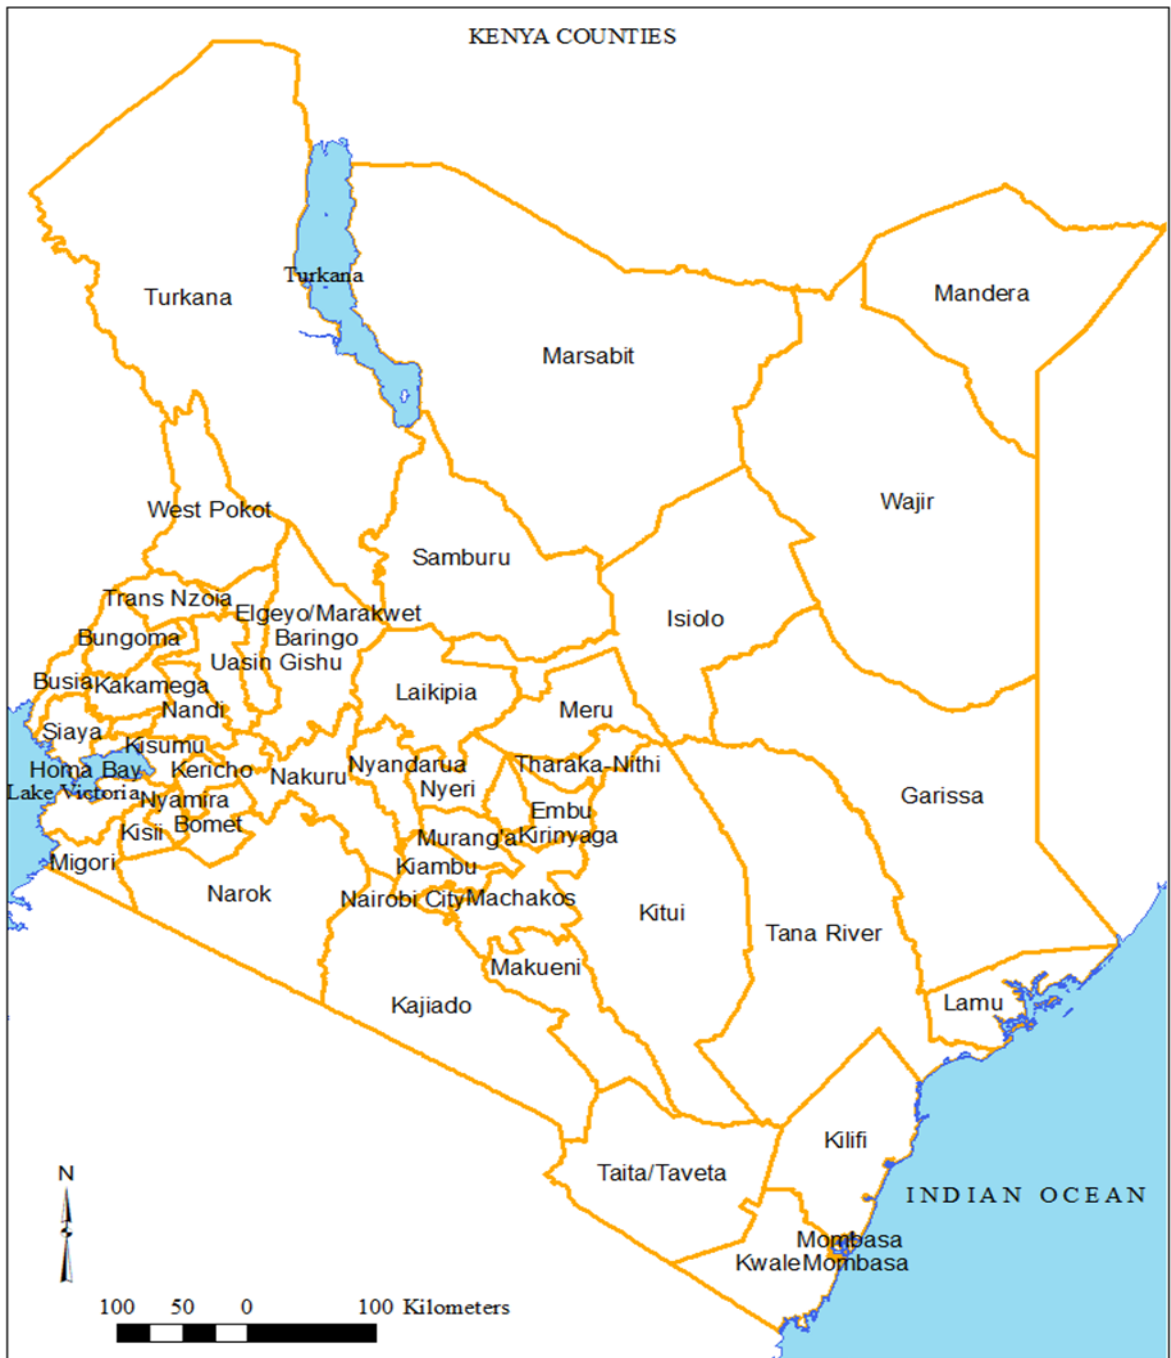 KENYA COUNTIES
Turkana
Mandera
Turkana
Marsabit
Wajir
West Pokot
Samburu
Trans Nzoia
Elgeyo/Marakwet
Isiolo
Bungoma
Baringo
Uasin Gishu
Busia
Kakamega
Laikipia
Nandi
Meru
Siaya
Kisumu
Homa Bay
Kericho
Nakuru
Nyandarua
Tharaka-Nithi
Lake Victoria
Nyamira
Nyeri
Garissa
Kisii
Bomet
Embu
Murang'a
Kirinyaga
Migori
Kiambu
Narok
Nairobi City
Machakos
Kitui
Tana River
Makueni
Kajiado
Lamu
Kilifi
Taita/Taveta
INDIAN OCEAN
Mombasa
Kwale
Mombasa
N
100 50 0 100 Kilometers